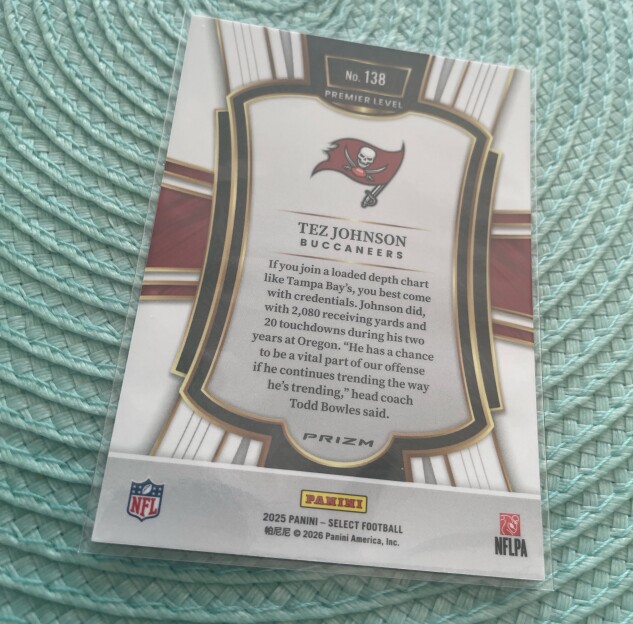 No. 138
PREMIER LEVEL
TEZ JOHNSON
BUCCANEERS
If you join a loaded depth chart
like Tampa Bay's, you best come
with credentials. Johnson did,
with 2,080 receiving yards and
20 touchdowns during his two
years at Oregon. “He has a chance
to be a vital part of our offense
if he continues trending the way
he's trending,” head coach
Todd Bowles said.
PRIZM
NFL
PANINI
2025 PANINI – SELECT FOOTBALL
帕尼尼 © 2026 Panini America, Inc.
NFLPA